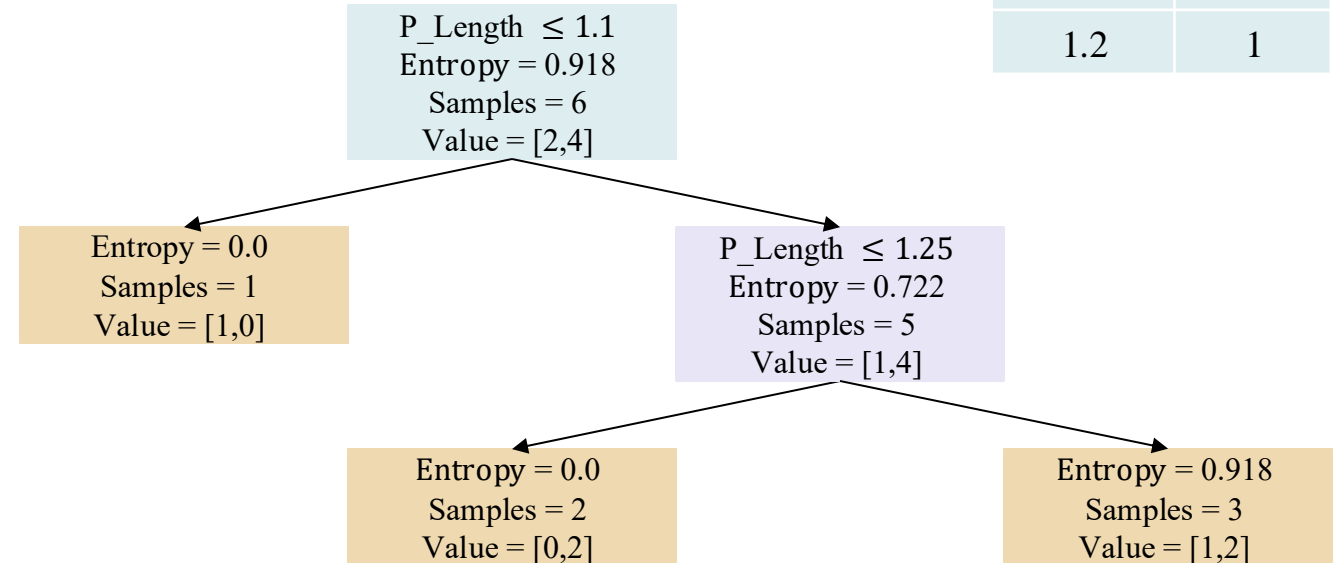 P_Length ≤ 1.1
Entropy = 0.918
Samples = 6
Value = [2,4]
1.2 1
Entropy = 0.0
Samples = 1
Value = [1,0]
P_Length ≤ 1.25
Entropy = 0.722
Samples = 5
Value = [1,4]
Entropy = 0.0
Samples = 2
Value = [0,2]
Entropy = 0.918
Samples = 3
Value = [1,2]